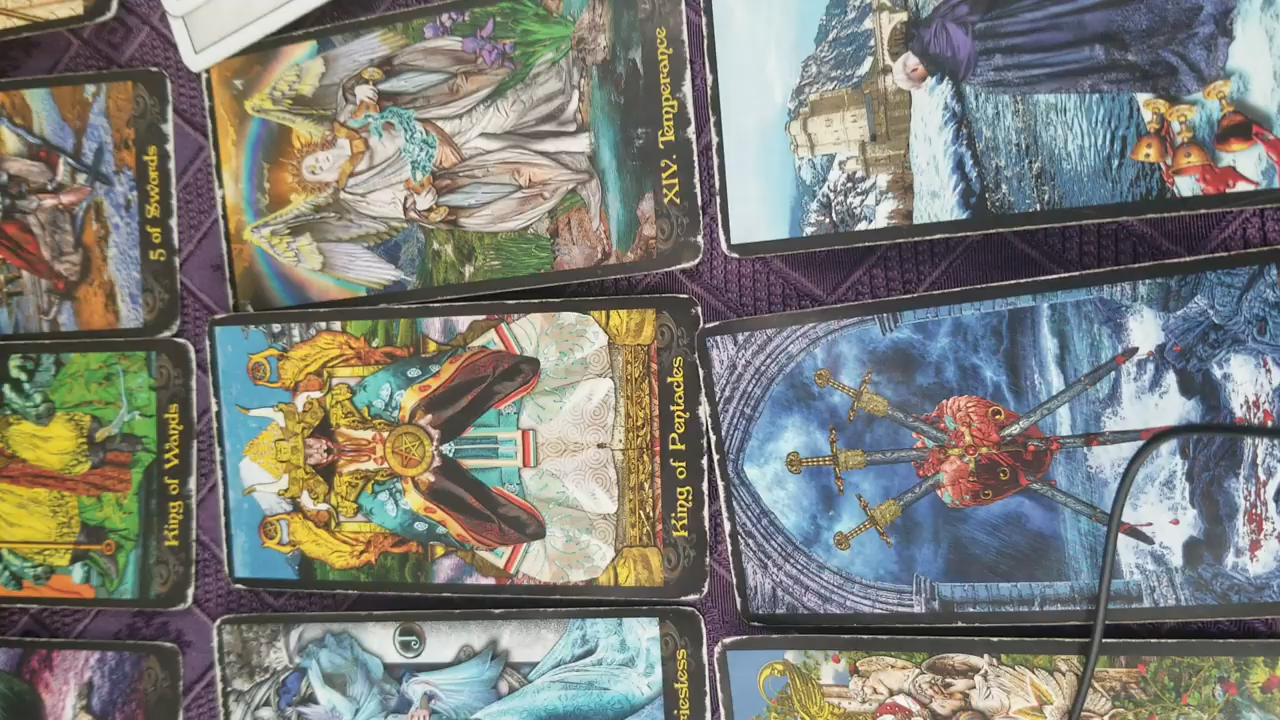 5 of Swords
XIV. Temperance
King of Wands
King of Pentacles
J